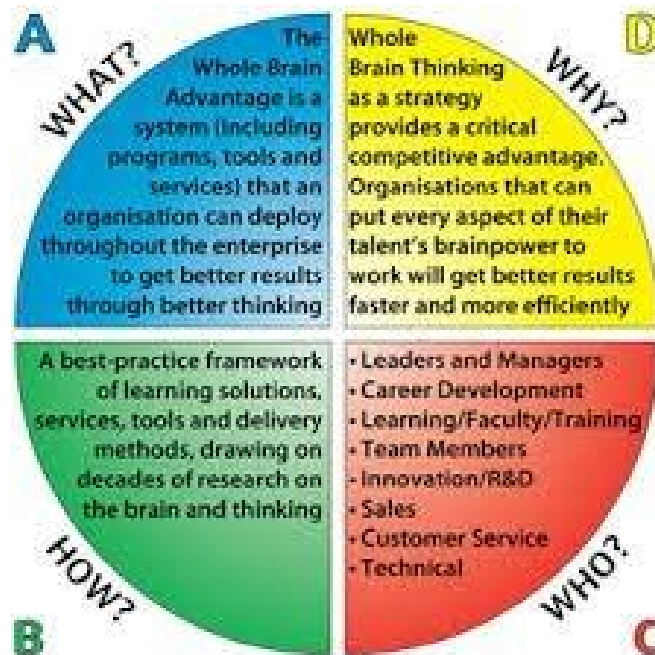 A
WHAT?
The
Whole Brain
Advantage is a
system (including
programs, tools and
services) that an
organisation can deploy
throughout the enterprise
to get better results
through better thinking
D
WHY?
Whole
Brain Thinking
as a strategy
provides a critical
competitive advantage.
Organisations that can
put every aspect of their
talent's brainpower to
work will get better results
faster and more efficiently
A best-practice framework
of learning solutions,
services, tools and delivery
methods, drawing on
decades of research on
the brain and thinking
HOW?
B
• Leaders and Managers
• Career Development
• Learning/Faculty/Training
• Team Members
• Innovation/R&D
• Sales
• Customer Service
• Technical
WHO?
C